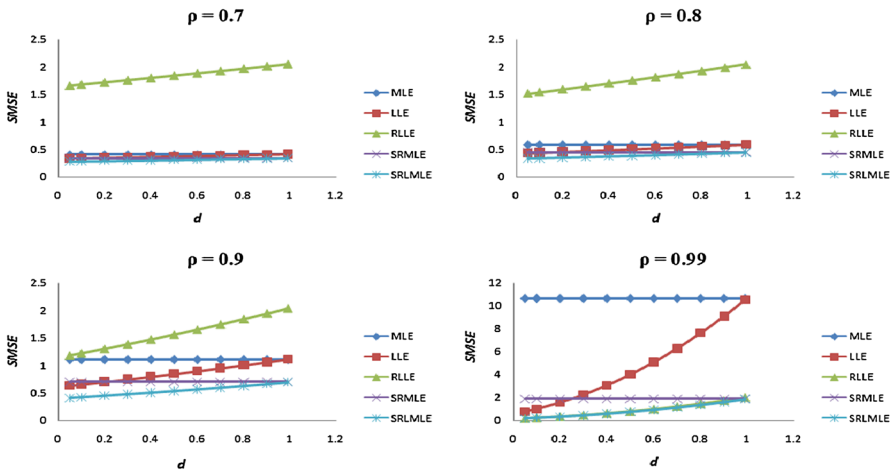 ρ = 0.7
2.5
2
1.5
1
0.5
0
SMSE
0 0.2 0.4 0.6 0.8 1 1.2
d
MLE
LLE
RLLE
SRMLE
SRLMLE
ρ = 0.8
2.5
2
1.5
1
0.5
0
SMSE
0 0.2 0.4 0.6 0.8 1 1.2
d
MLE
LLE
RLLE
SRMLE
SRLMLE
ρ = 0.9
2.5
2
1.5
1
0.5
0
SMSE
0 0.2 0.4 0.6 0.8 1 1.2
d
MLE
LLE
RLLE
SRMLE
SRLMLE
ρ = 0.99
12
10
8
6
4
2
0
SMSE
0 0.2 0.4 0.6 0.8 1 1.2
d
MLE
LLE
RLLE
SRMLE
SRLMLE